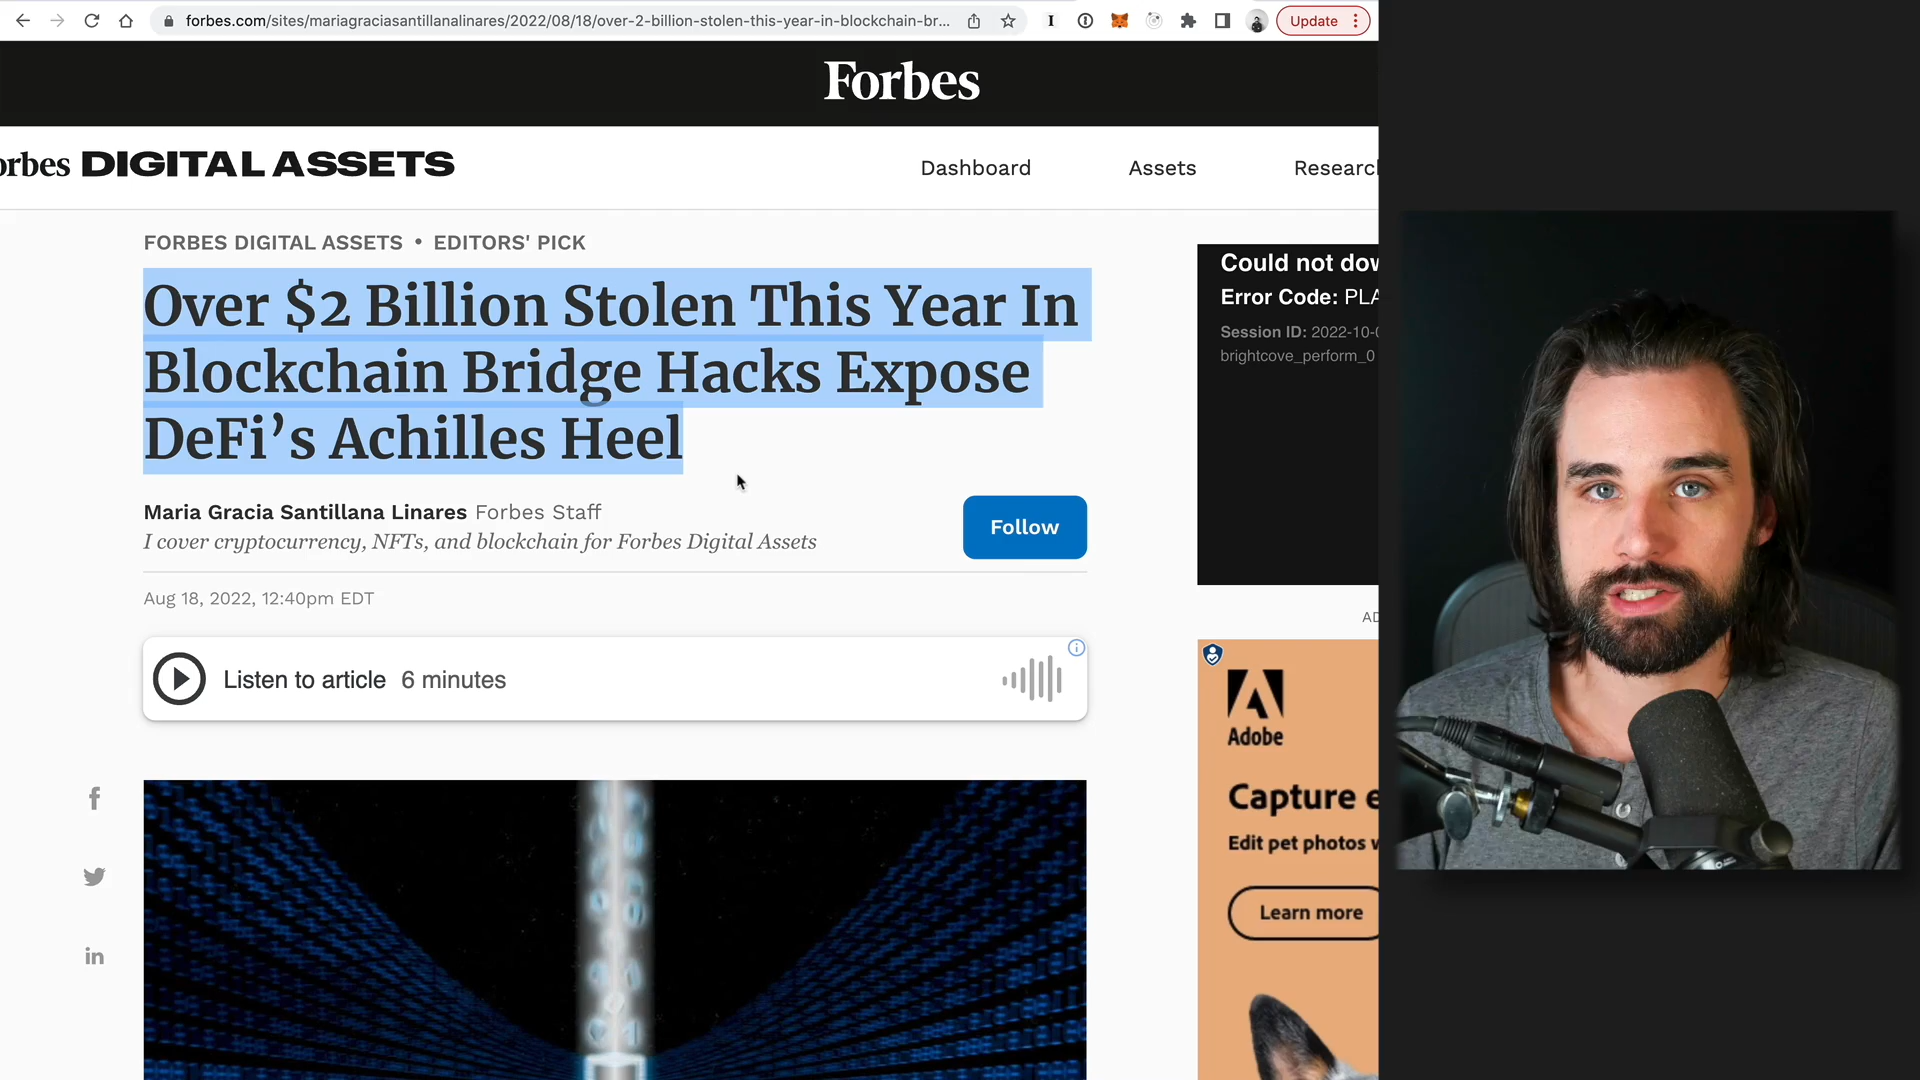 forbes.com/sites/mariagraciasantillanalinares/2022/08/18/over-2-billion-stolen-this-year-in-blockchain-br...
Update
Forbes
orbes DIGITAL ASSETS
Dashboard
Assets
Research
FORBES DIGITAL ASSETS • EDITORS' PICK
Over $2 Billion Stolen This Year In
Blockchain Bridge Hacks Expose
DeFi’s Achilles Heel
Maria Gracia Santillana Linares Forbes Staff
I cover cryptocurrency, NFTs, and blockchain for Forbes Digital Assets
Follow
Aug 18, 2022, 12:40pm EDT
Listen to article 6 minutes
Could not dow
Error Code: PLA
Session ID: 2022-10-0
brightcove_perform_0
AD
Adobe
Capture e
Edit pet photos w
Learn more